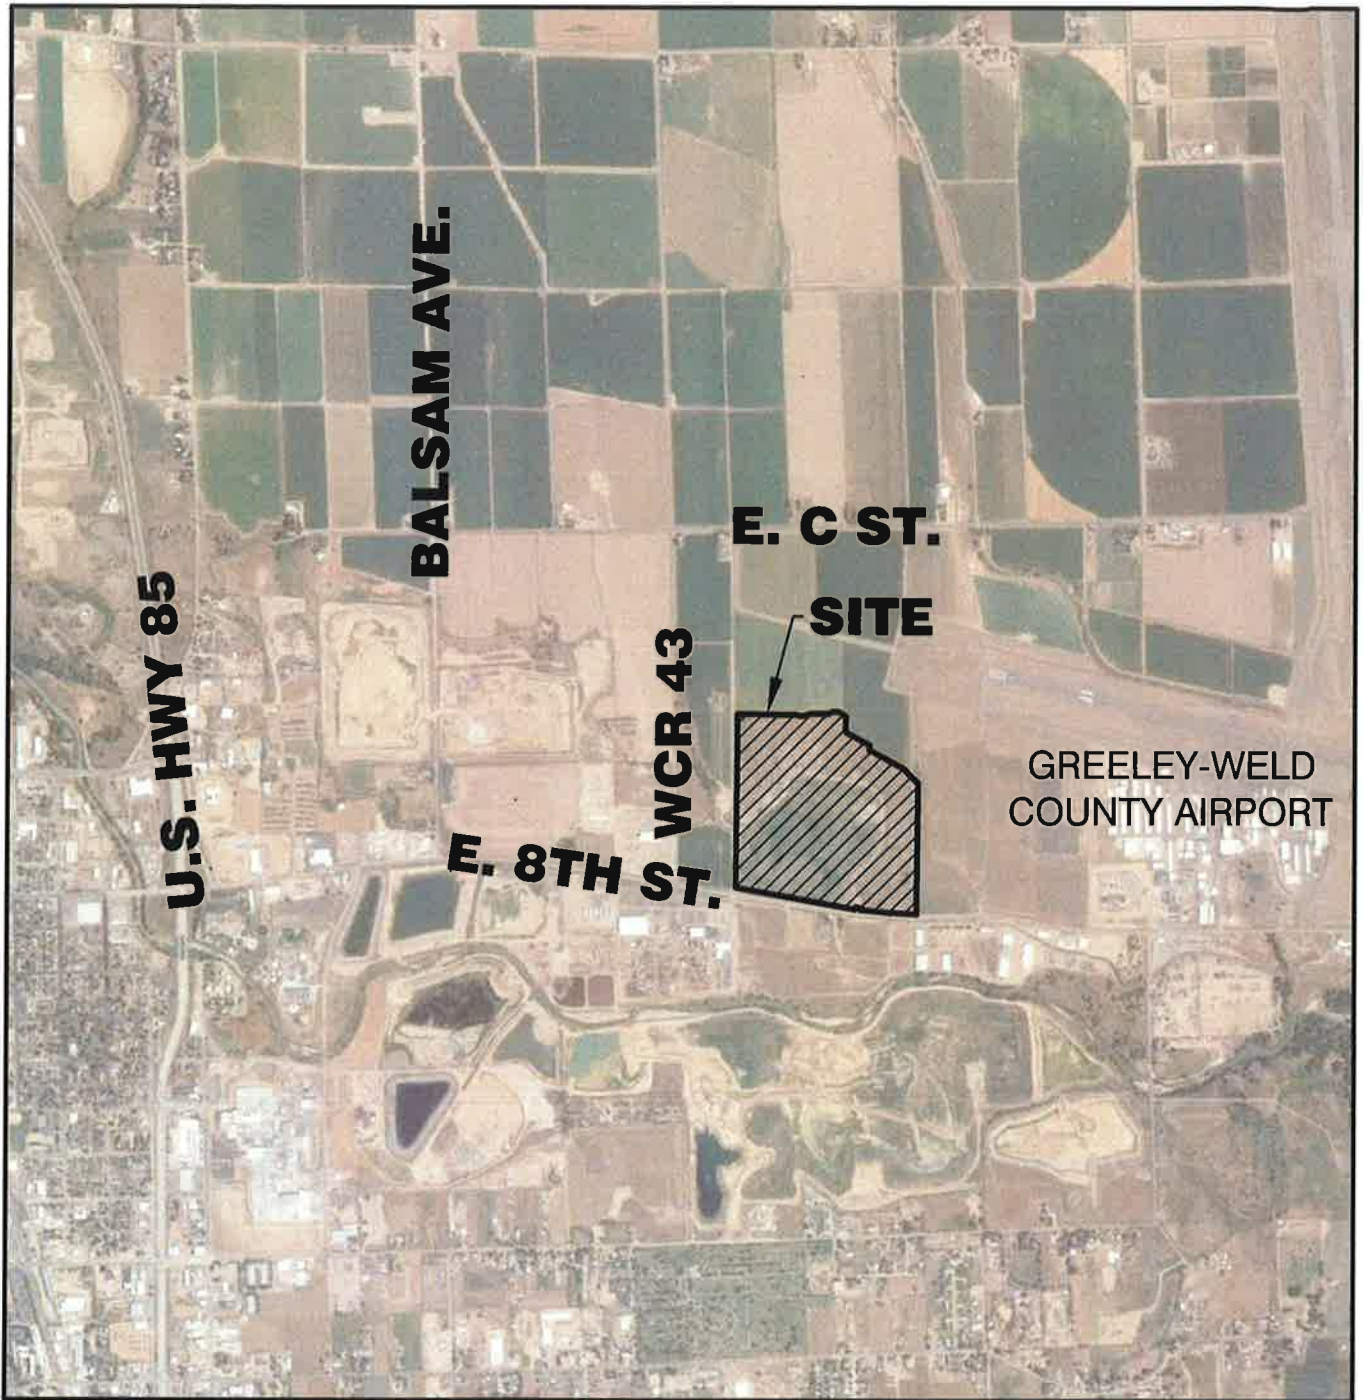 BALSAM AVE.
E. C ST.
SITE
U.S. HWY 85
WCR 43
GREELEY-WELD
COUNTY AIRPORT
E. 8TH ST.